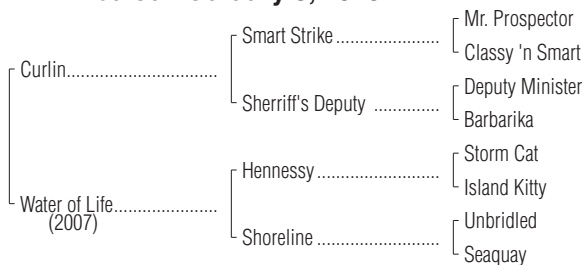 Mr. Prospector
Smart Strike
Classy 'n Smart
Curlin
Deputy Minister
Sherriff's Deputy
Barbarika
Storm Cat
Hennessy
Island Kitty
Water of Life
(2007)
Unbridled
Shoreline
Seaquay